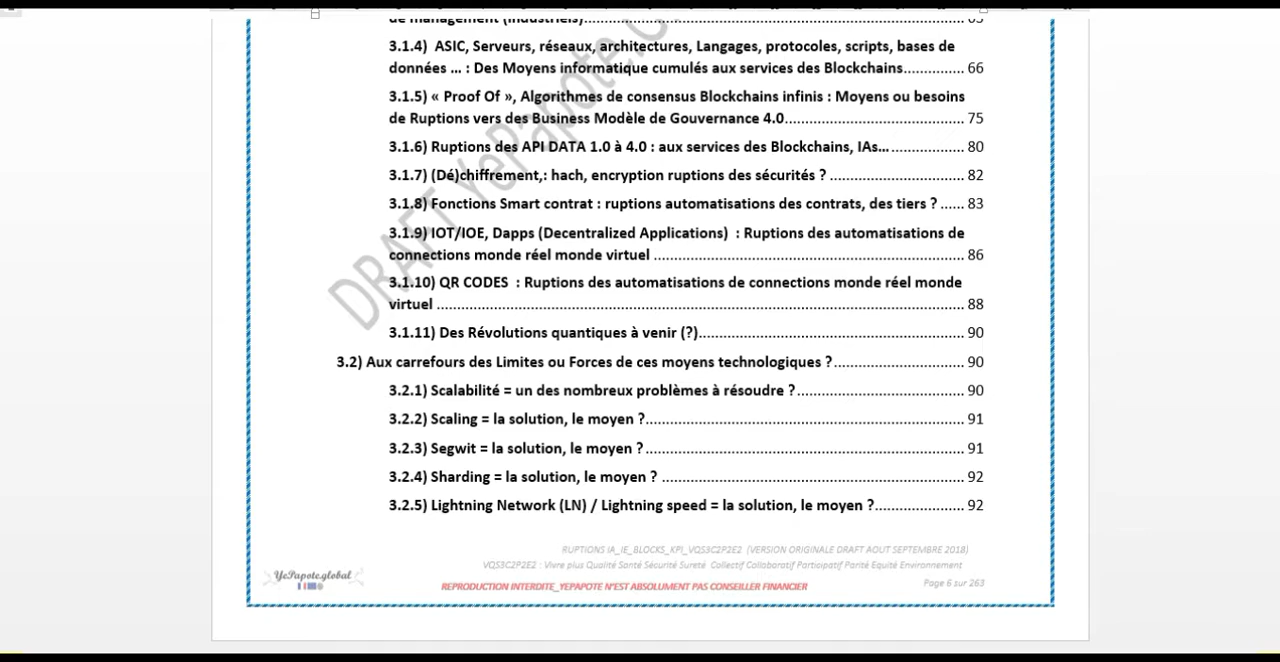 de management (industriels)........................................................................................ 65
3.1.4) ASIC, Serveurs, réseaux, architectures, Langages, protocoles, scripts, bases de
données ... : Des Moyens informatique cumulés aux services des Blockchains............... 66
3.1.5) « Proof Of », Algorithmes de consensus Blockchains infinis : Moyens ou besoins
de Ruptions vers des Business Modèle de Gouvernance 4.0.......................................... 75
3.1.6) Ruptions des API DATA 1.0 à 4.0 : aux services des Blockchains, IAs... .................. 80
3.1.7) (Dé)chiffrement,: hach, encryption ruptions des sécurités ? ................................ 82
3.1.8) Fonctions Smart contrat : ruptions automatisations des contrats, des tiers ? ...... 83
3.1.9) IOT/IOE, Dapps (Decentralized Applications) : Ruptions des automatisations de
connections monde réel monde virtuel ......................................................................... 86
3.1.10) QR CODES : Ruptions des automatisations de connections monde réel monde
virtuel ............................................................................................................................. 88
3.1.11) Des Révolutions quantiques à venir (?)............................................................... 90
3.2) Aux carrefours des Limites ou Forces de ces moyens technologiques ?............................... 90
3.2.1) Scalabilité = un des nombreux problèmes à résoudre ?........................................ 90
3.2.2) Scaling = la solution, le moyen ?........................................................................... 91
3.2.3) Segwit = la solution, le moyen ?........................................................................... 91
3.2.4) Sharding = la solution, le moyen ? ....................................................................... 92
3.2.5) Lightning Network (LN) / Lightning speed = la solution, le moyen ?..................... 92
RUPTIONS IA_IE_BLOCKS_KPI_VQS3C2P2E2 (VERSION ORIGINALE DRAFT AOUT SEPTEMBRE 2018)
VQS3C2P2E2 : Vivre plus Qualité Santé Sécurité Sureté Collectif Collaboratif Participatif Parité Equité Environnement
YePapote.global
REPRODUCTION INTERDITE_YEPAPOTE N'EST ABSOLUMENT PAS CONSEILLER FINANCIER
Page 6 sur 263
DRAFT YePapote.